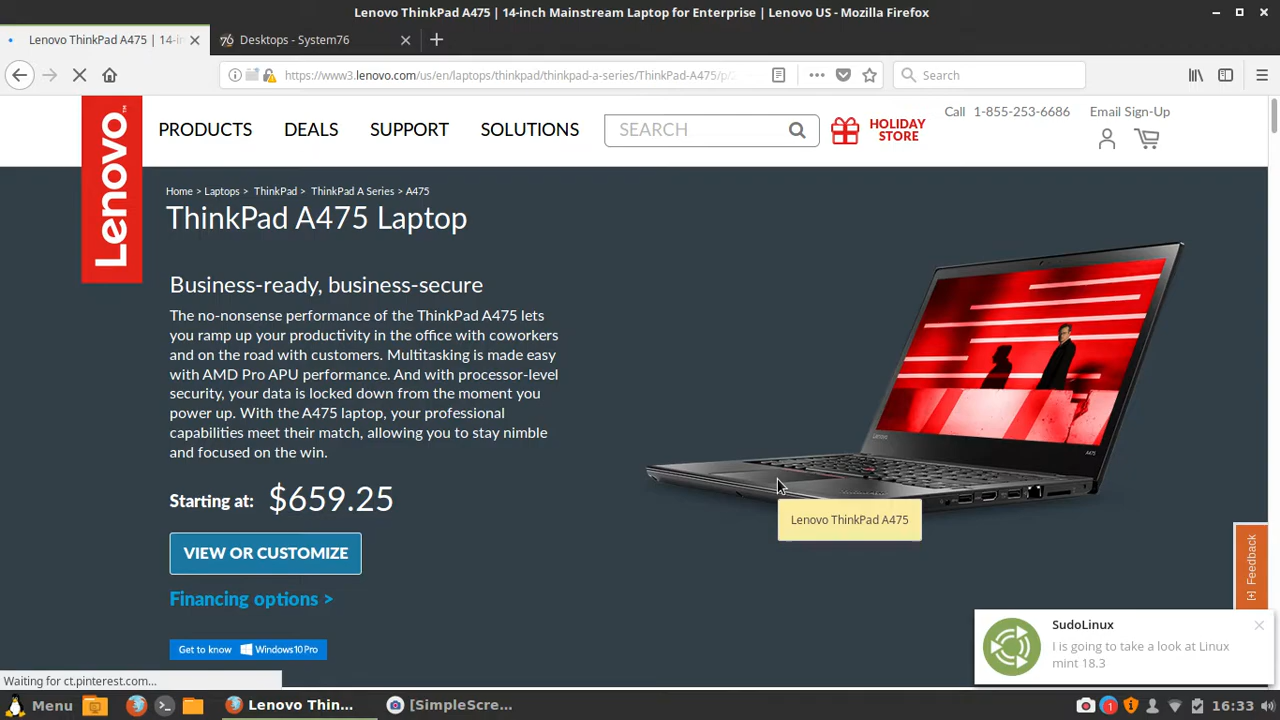 Lenovo ThinkPad A475 | 14-inch Mainstream Laptop for Enterprise | Lenovo US - Mozilla Firefox
Lenovo ThinkPad A475 | 14-in
Desktops - System76
https://www3.lenovo.com/us/en/laptops/thinkpad/thinkpad-a-series/ThinkPad-A475/p/2
Search
Lenovo™
PRODUCTS
DEALS
SUPPORT
SOLUTIONS
SEARCH
HOLIDAY
STORE
Call 1-855-253-6686
Email Sign-Up
Home > Laptops > ThinkPad > ThinkPad A Series > A475
ThinkPad A475 Laptop
Business-ready, business-secure
The no-nonsense performance of the ThinkPad A475 lets
you ramp up your productivity in the office with coworkers
and on the road with customers. Multitasking is made easy
with AMD Pro APU performance. And with processor-level
security, your data is locked down from the moment you
power up. With the A475 laptop, your professional
capabilities meet their match, allowing you to stay nimble
and focused on the win.
Starting at: $659.25
VIEW OR CUSTOMIZE
Financing options >
Get to know Windows 10 Pro
Lenovo
A475
Lenovo ThinkPad A475
[+] Feedback
SudoLinux
I is going to take a look at Linux
mint 18.3
Waiting for ct.pinterest.com...
Menu
Lenovo Thin...
[SimpleScre...
1
16:33